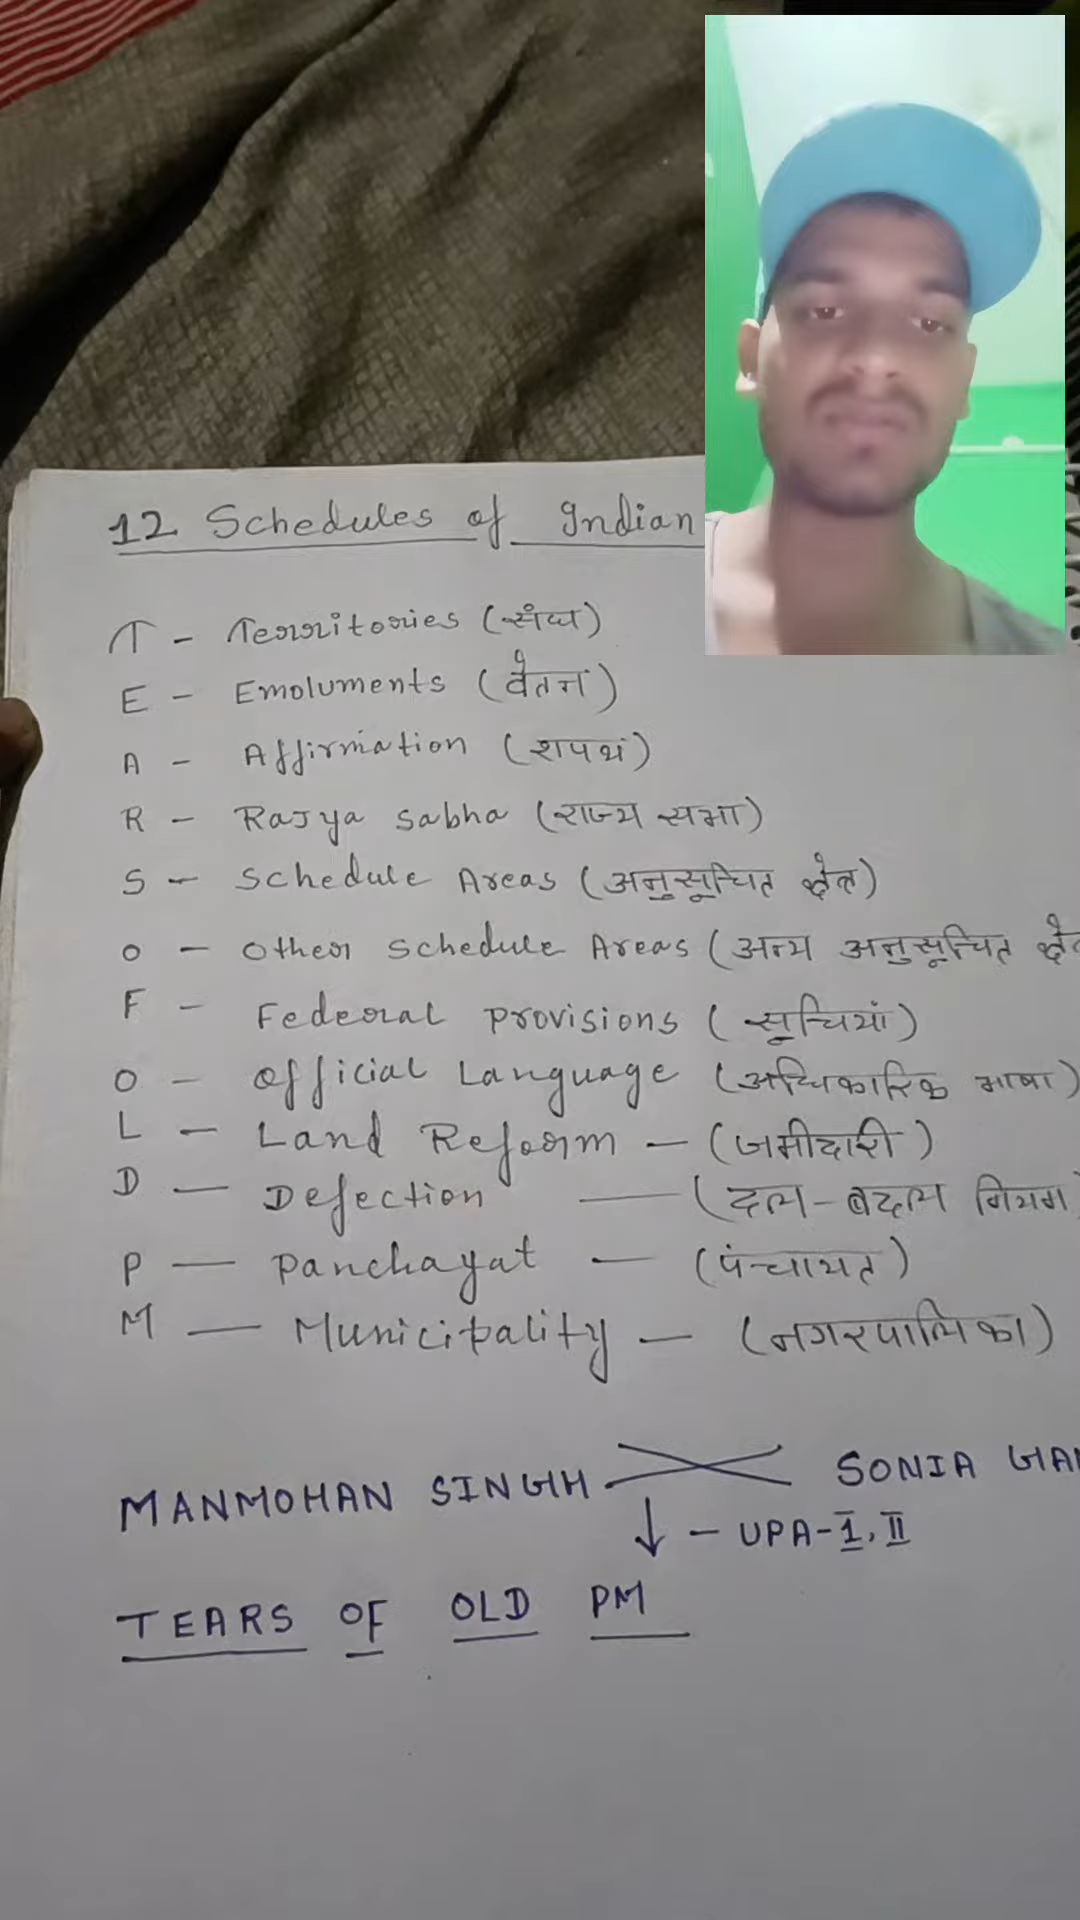 12 Schedules of Indian
T - Territories (संघ)
E - Emoluments (वेतन)
A - Affirmation (शपथ)
R - Rajya Sabha (राज्य सभा)
S - Schedule Areas (अनुसूचित क्षेत्र)
O - Other Schedule Areas (अन्य अनुसूचित
F - Federal provisions (सूचियां)
O - official Language (अधिकारिक भाषा)
L - Land Reform - (जमीदारी)
D - Defection - (दल-बदल नियम)
P - Panchayat - (पंचायत)
M - Municipality - (नगरपालिका)
MANMOHAN SINGH SONIA
↓ - UPA-I, II
TEARS OF OLD PM